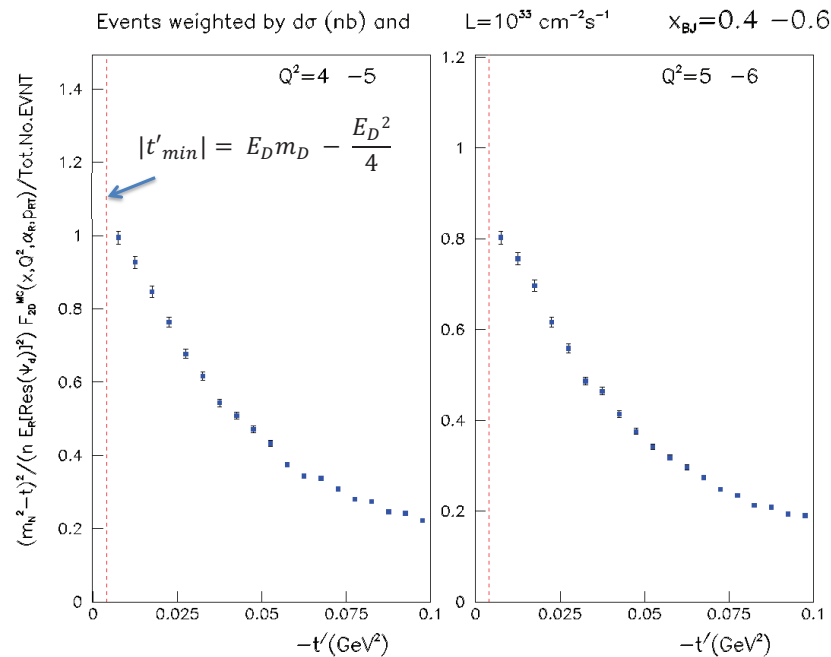 Events weighted by dσ (nb) and L=10³³ cm⁻²s⁻¹ x_BJ=0.4 −0.6
(m_N²−t)²/(n E_R[Res(ψ_d)]²) F_2D^MC(x,Q²,α_R,p_RT)/Tot.No.EVNT
Q²=4 −5
|t′_min| = E_D m_D − E_D²/4
1.4
1.2
1
0.8
0.6
0.4
0.2
0
0 0.025 0.05 0.075 0.1
−t′(GeV²)
Q²=5 −6
1.2
1
0.8
0.6
0.4
0.2
0
0 0.025 0.05 0.075 0.1
−t′(GeV²)